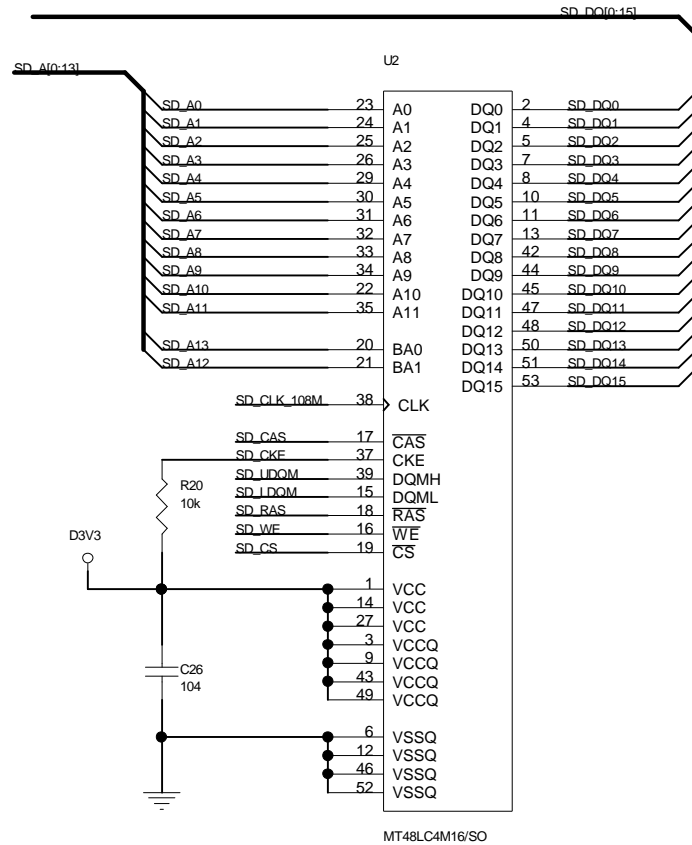 SD_DQ[0:15]
U2
SD_A[0:13]
SD_A0 23 A0 DQ0 2 SD_DQ0
SD_A1 24 A1 DQ1 4 SD_DQ1
SD_A2 25 A2 DQ2 5 SD_DQ2
SD_A3 26 A3 DQ3 7 SD_DQ3
SD_A4 29 A4 DQ4 8 SD_DQ4
SD_A5 30 A5 DQ5 10 SD_DQ5
SD_A6 31 A6 DQ6 11 SD_DQ6
SD_A7 32 A7 DQ7 13 SD_DQ7
SD_A8 33 A8 DQ8 42 SD_DQ8
SD_A9 34 A9 DQ9 44 SD_DQ9
SD_A10 22 A10 DQ10 45 SD_DQ10
SD_A11 35 A11 DQ11 47 SD_DQ11
DQ12 48 SD_DQ12
SD_A13 20 BA0 DQ13 50 SD_DQ13
SD_A12 21 BA1 DQ14 51 SD_DQ14
DQ15 53 SD_DQ15
SD_CLK_108M 38 CLK
SD_CAS 17 CAS
SD_CKE 37 CKE
SD_UDQM 39 DQMH
SD_LDQM 15 DQML
SD_RAS 18 RAS
SD_WE 16 WE
SD_CS 19 CS
R20
10k
D3V3
1 VCC
14 VCC
27 VCC
3 VCCQ
9 VCCQ
43 VCCQ
49 VCCQ
C26
104
6 VSSQ
12 VSSQ
46 VSSQ
52 VSSQ
MT48LC4M16/SO